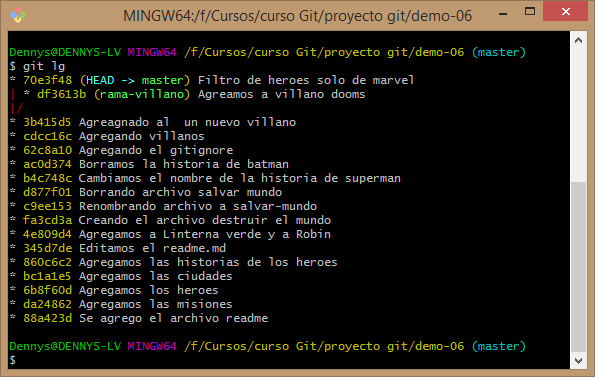 MINGW64:/f/Cursos/curso Git/proyecto git/demo-06
Dennys@DENNYS-LV MINGW64 /f/Cursos/curso Git/proyecto git/demo-06 (master)
$ git lg
* 70e3f48 (HEAD -> master) Filtro de heroes solo de marvel
| * df3613b (rama-villano) Agreamos a villano dooms
|/
* 3b415d5 Agreagnado al  un nuevo villano
* cdcc16c Agregando villanos
* 62c8a10 Agregando el gitignore
* ac0d374 Borramos la historia de batman
* b4c748c Cambiamos el nombre de la historia de superman
* d877f01 Borrando archivo salvar mundo
* c9ee153 Renombrando archivo a salvar-mundo
* fa3cd3a Creando el archivo destruir el mundo
* 4e809d4 Agregamos a Linterna verde y a Robin
* 345d7de Editamos el readme.md
* 860c6c2 Agregamos las historias de los heroes
* bc1a1e5 Agregamos las ciudades
* 6b8f60d Agregamos los heroes
* da24862 Agregamos las misiones
* 88a423d Se agrego el archivo readme
Dennys@DENNYS-LV MINGW64 /f/Cursos/curso Git/proyecto git/demo-06 (master)
$